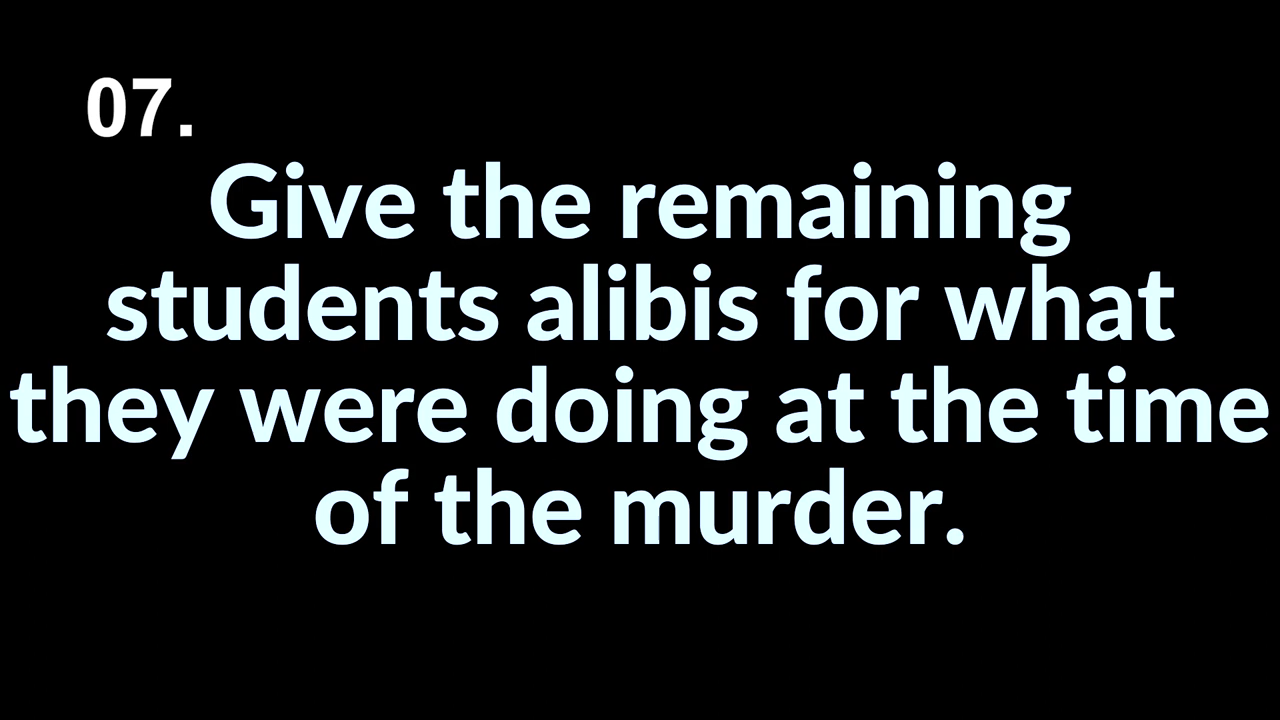 07.
Give the remaining
students alibis for what
they were doing at the time
of the murder.